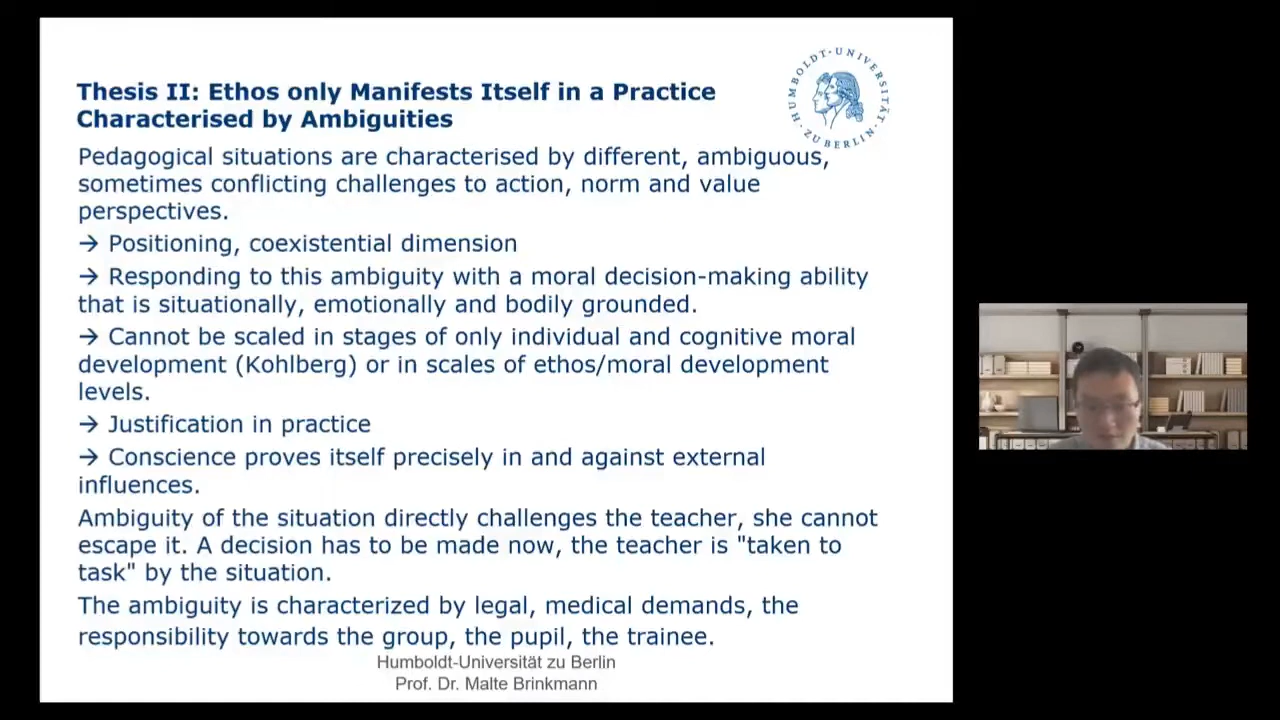 Thesis II: Ethos only Manifests Itself in a Practice
Characterised by Ambiguities
HUMBOLDT-UNIVERSITÄT ZU BERLIN
Pedagogical situations are characterised by different, ambiguous,
sometimes conflicting challenges to action, norm and value
perspectives.
→ Positioning, coexistential dimension
→ Responding to this ambiguity with a moral decision-making ability
that is situationally, emotionally and bodily grounded.
→ Cannot be scaled in stages of only individual and cognitive moral
development (Kohlberg) or in scales of ethos/moral development
levels.
→ Justification in practice
→ Conscience proves itself precisely in and against external
influences.
Ambiguity of the situation directly challenges the teacher, she cannot
escape it. A decision has to be made now, the teacher is "taken to
task" by the situation.
The ambiguity is characterized by legal, medical demands, the
responsibility towards the group, the pupil, the trainee.
Humboldt-Universität zu Berlin
Prof. Dr. Malte Brinkmann